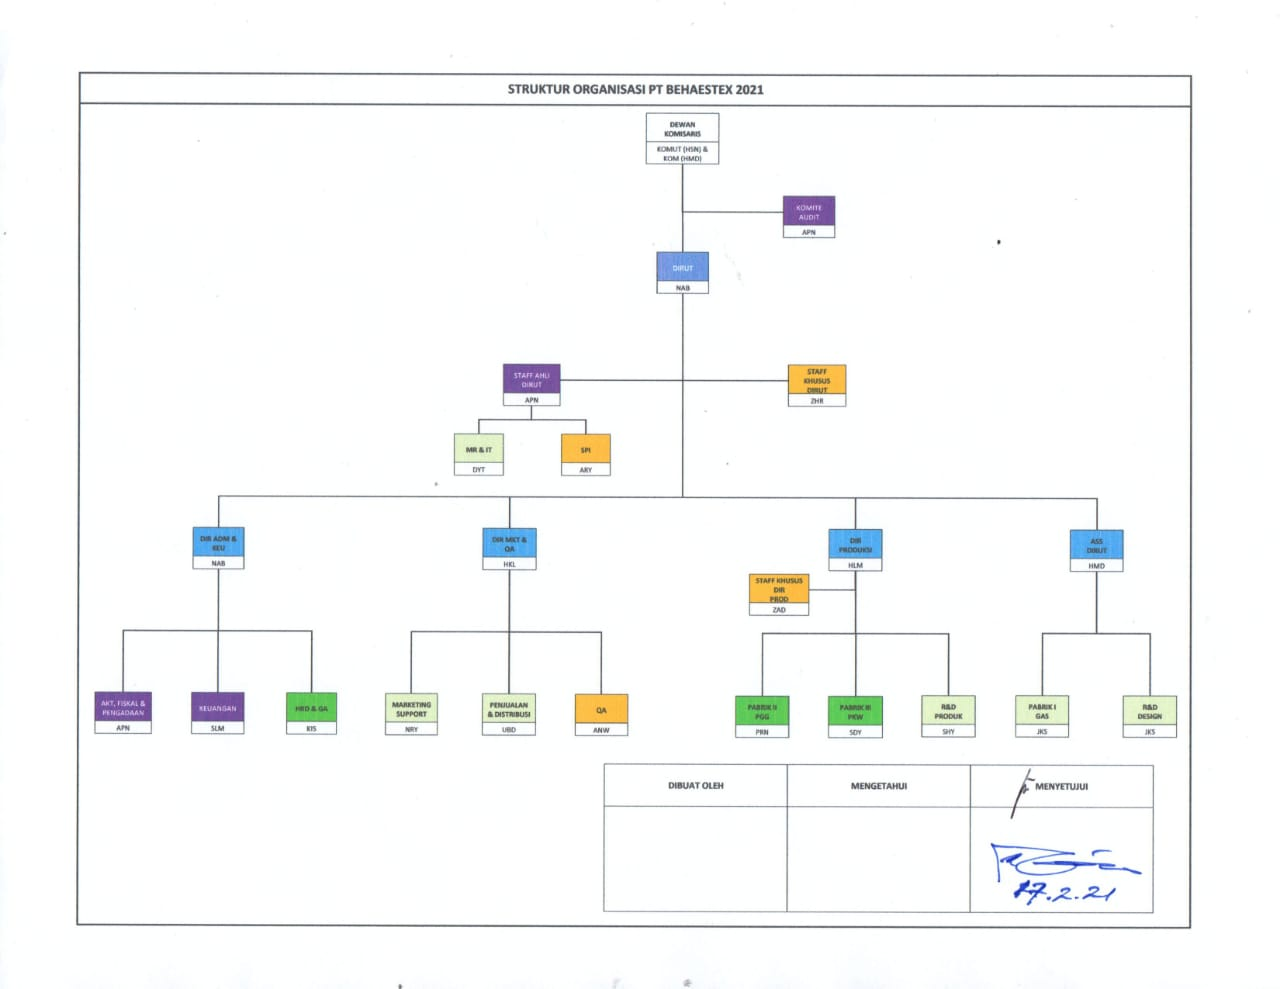 STRUKTUR ORGANISASI PT BEHAESTEX 2021
DEWAN
KOMISARIS
KOMUT (HSN) &
KOM (HMD)
KOMITE
AUDIT
APN
DIRUT
NAB
STAFF AHLI
DIRUT
APN
STAFF
KHUSUS
DIRUT
ZHR
MR & IT
DYT
SPI
ARY
DIR ADM &
KEU
NAB
DIR MKT &
QA
HKL
DIR
PRODUKSI
HLM
ASS
DIRUT
HMD
STAFF KHUSUS
DIR
PROD
ZAD
AKT, FISKAL &
PENGADAAN
APN
KEUANGAN
SLM
HRD & GA
KIS
MARKETING
SUPPORT
NRY
PENJUALAN
& DISTRIBUSI
UBD
QA
ANW
PABRIK II
PGG
PRN
PABRIK III
PKW
SDY
R&D
PRODUK
SHY
PABRIK I
GAS
JKS
R&D
DESIGN
JKS
DIBUAT OLEH
MENGETAHUI
MENYETUJUI
17.2.21